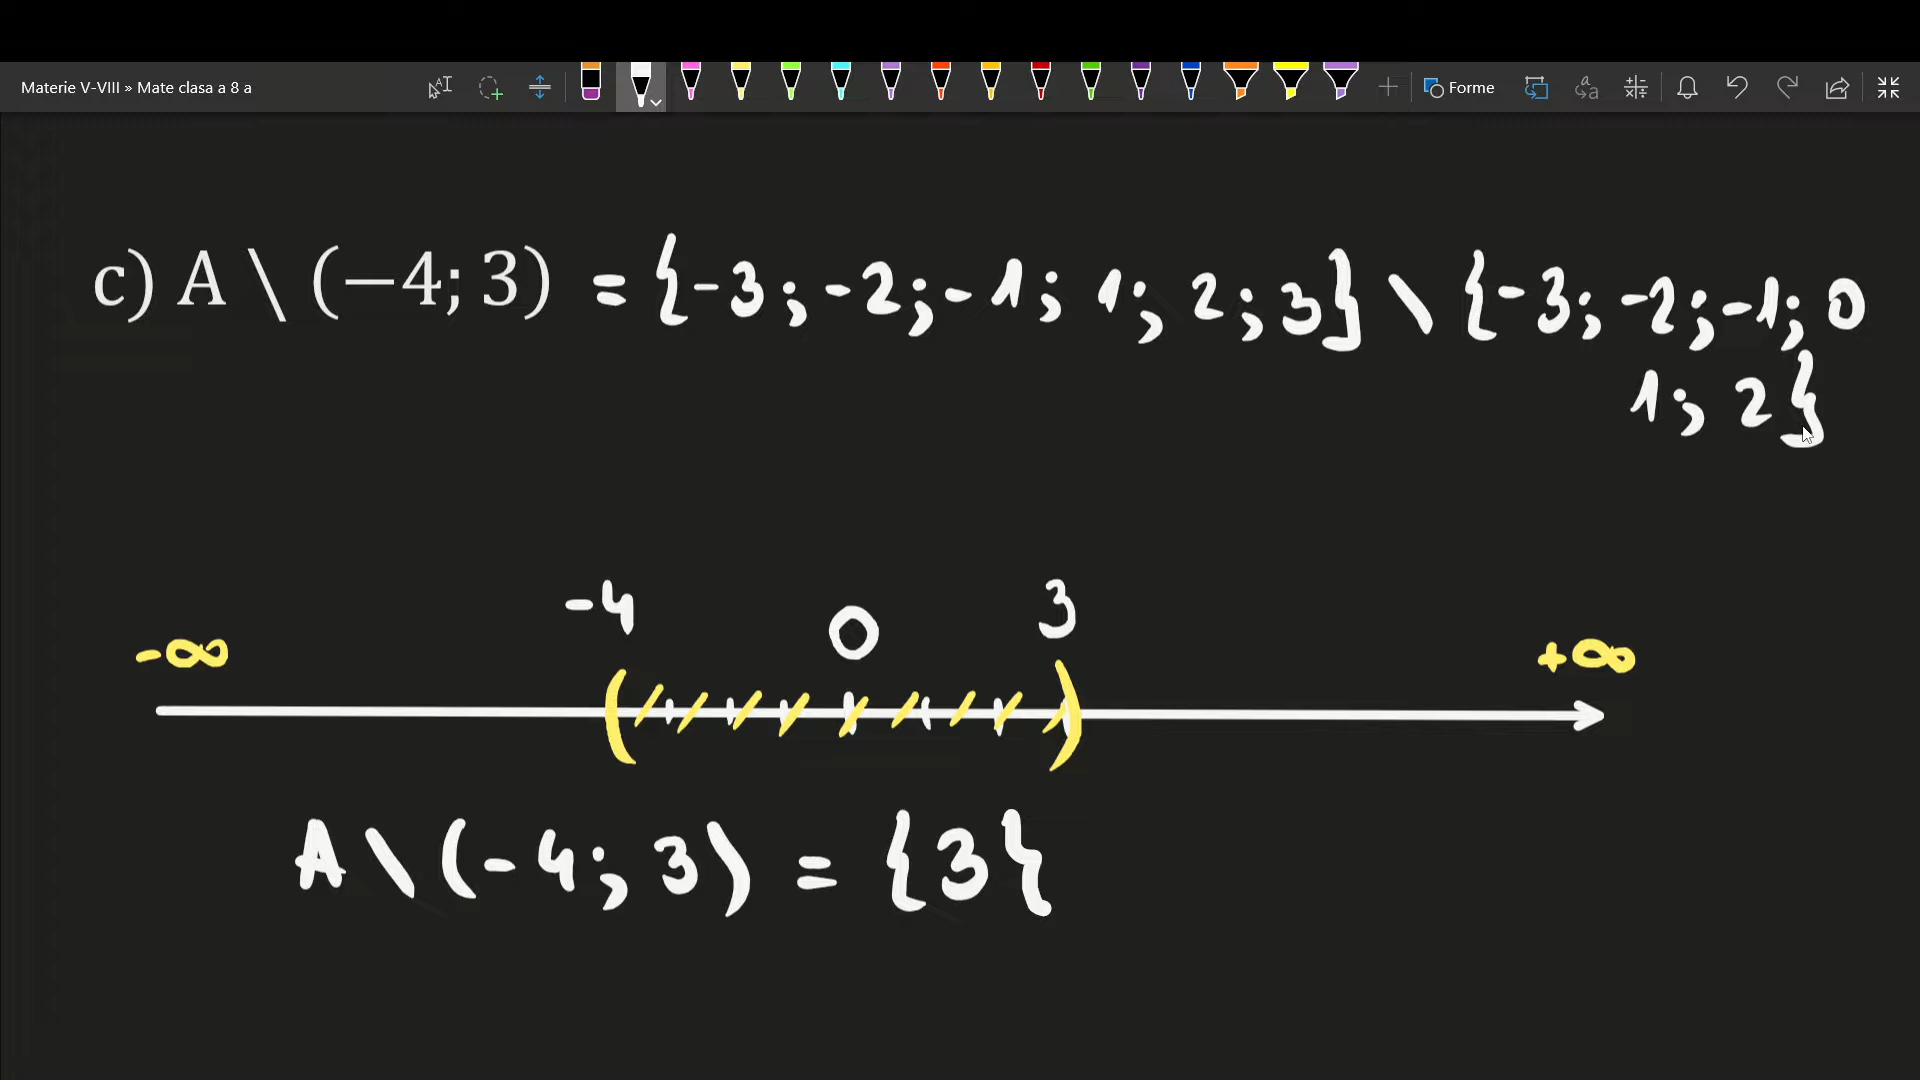 Materie V-VIII » Mate clasa a 8 a
Forme
c) A \ (−4; 3) = {-3; -2; -1; 1; 2; 3} \ {-3; -2; -1; 0
1; 2}
-4 0 3
-∞ +∞
A \ (-4; 3) = {3}